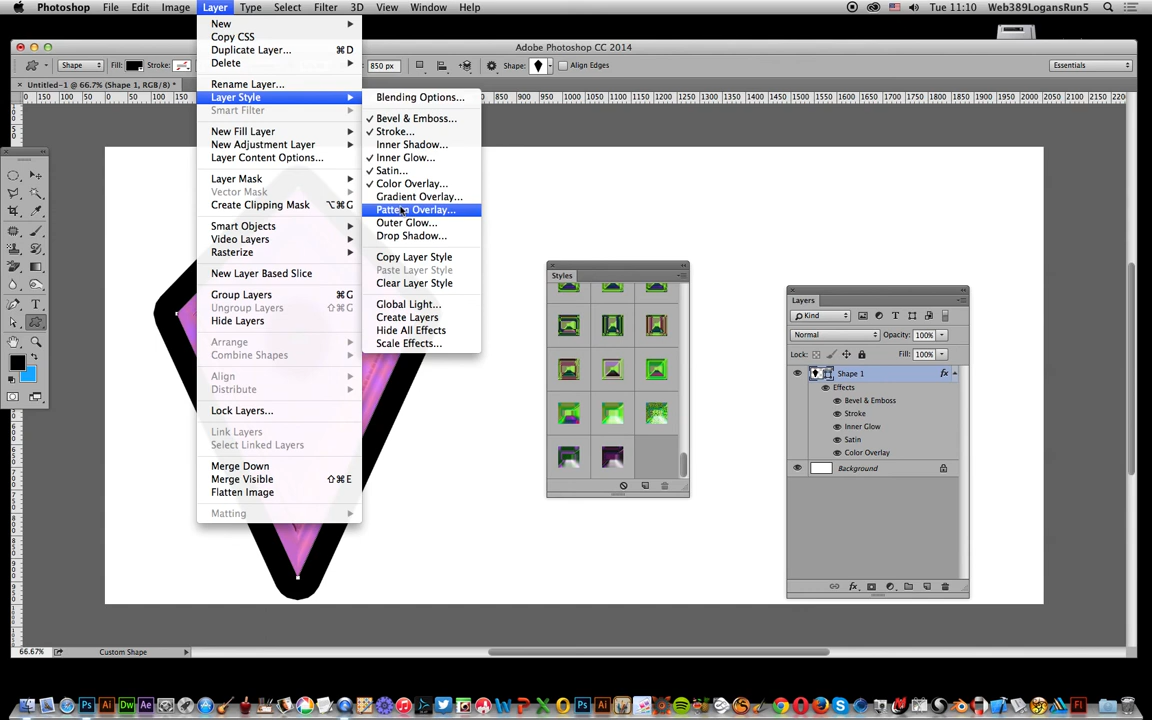 Photoshop File Edit Image Layer Type Select Filter 3D View Window Help Tue 11:10 Web389LogansRun5
Adobe Photoshop CC 2014
Shape Fill: Stroke: 850 px Shape: Align Edges Essentials
Untitled-1 @ 66.7% (Shape 1, RGB/8) *
New
Copy CSS
Duplicate Layer... ⌘D
Delete
Rename Layer...
Layer Style
Smart Filter
New Fill Layer
New Adjustment Layer
Layer Content Options...
Layer Mask
Vector Mask
Create Clipping Mask ⌥⌘G
Smart Objects
Video Layers
Rasterize
New Layer Based Slice
Group Layers ⌘G
Ungroup Layers ⇧⌘G
Hide Layers
Arrange
Combine Shapes
Align
Distribute
Lock Layers...
Link Layers
Select Linked Layers
Merge Down
Merge Visible ⇧⌘E
Flatten Image
Matting
Blending Options...
✓ Bevel & Emboss...
✓ Stroke...
Inner Shadow...
✓ Inner Glow...
✓ Satin...
✓ Color Overlay...
Gradient Overlay...
Pattern Overlay...
Outer Glow...
Drop Shadow...
Copy Layer Style
Paste Layer Style
Clear Layer Style
Global Light...
Create Layers
Hide All Effects
Scale Effects...
Styles
Layers
Kind
Normal Opacity: 100%
Lock: Fill: 100%
Shape 1 fx
Effects
Bevel & Emboss
Stroke
Inner Glow
Satin
Color Overlay
Background
66.67% Custom Shape